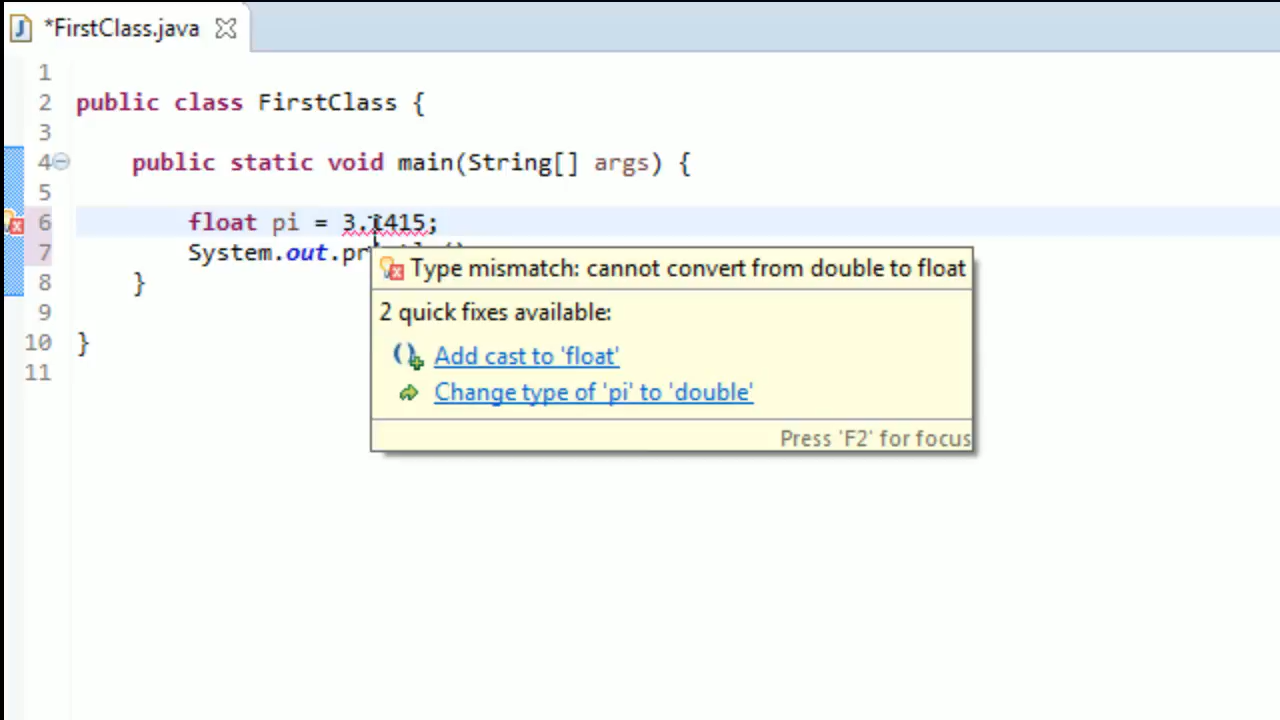 *FirstClass.java
1
2 public class FirstClass {
3
4 public static void main(String[] args) {
5
6 float pi = 3.1415;
7 System.out.pr
8 }
9
10 }
11
Type mismatch: cannot convert from double to float
2 quick fixes available:
Add cast to 'float'
Change type of 'pi' to 'double'
Press 'F2' for focus